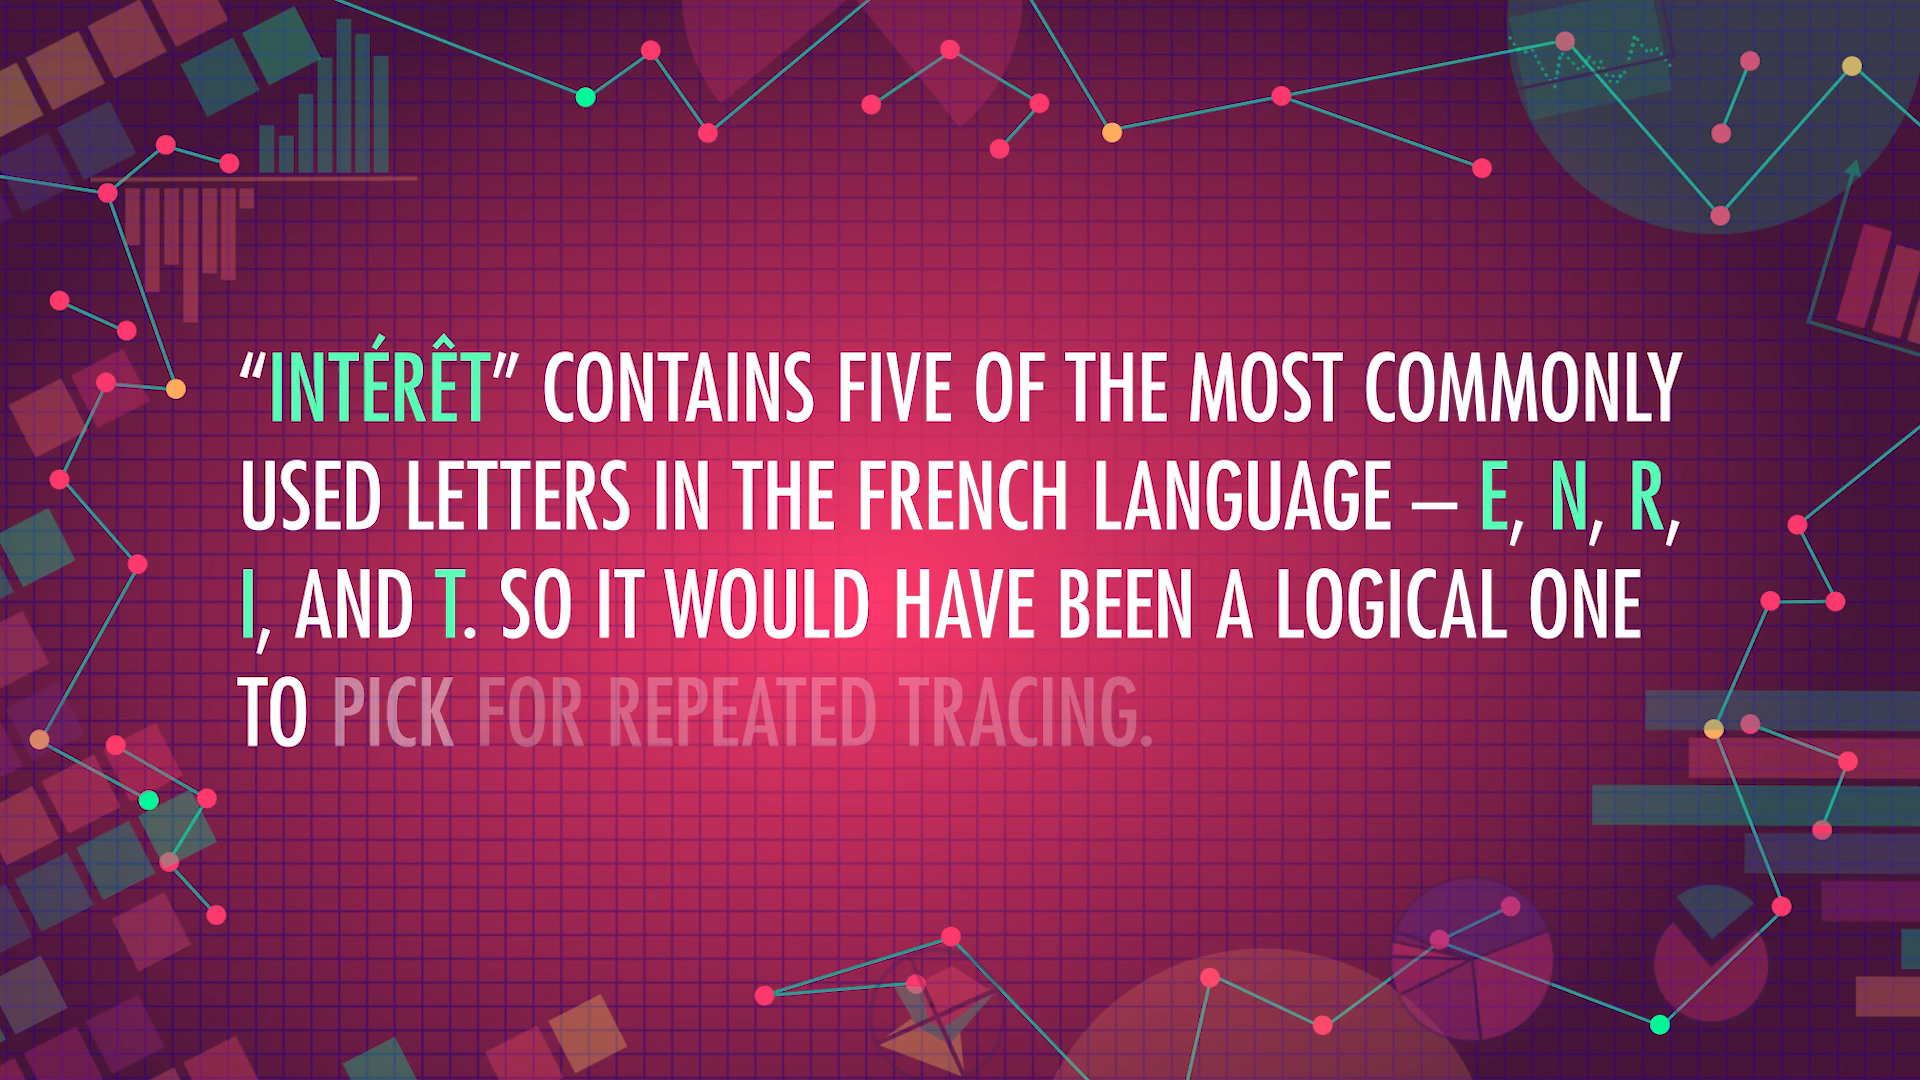 “INTÉRÊT” CONTAINS FIVE OF THE MOST COMMONLY
USED LETTERS IN THE FRENCH LANGUAGE – E, N, R,
I, AND T. SO IT WOULD HAVE BEEN A LOGICAL ONE
TO PICK FOR REPEATED TRACING.